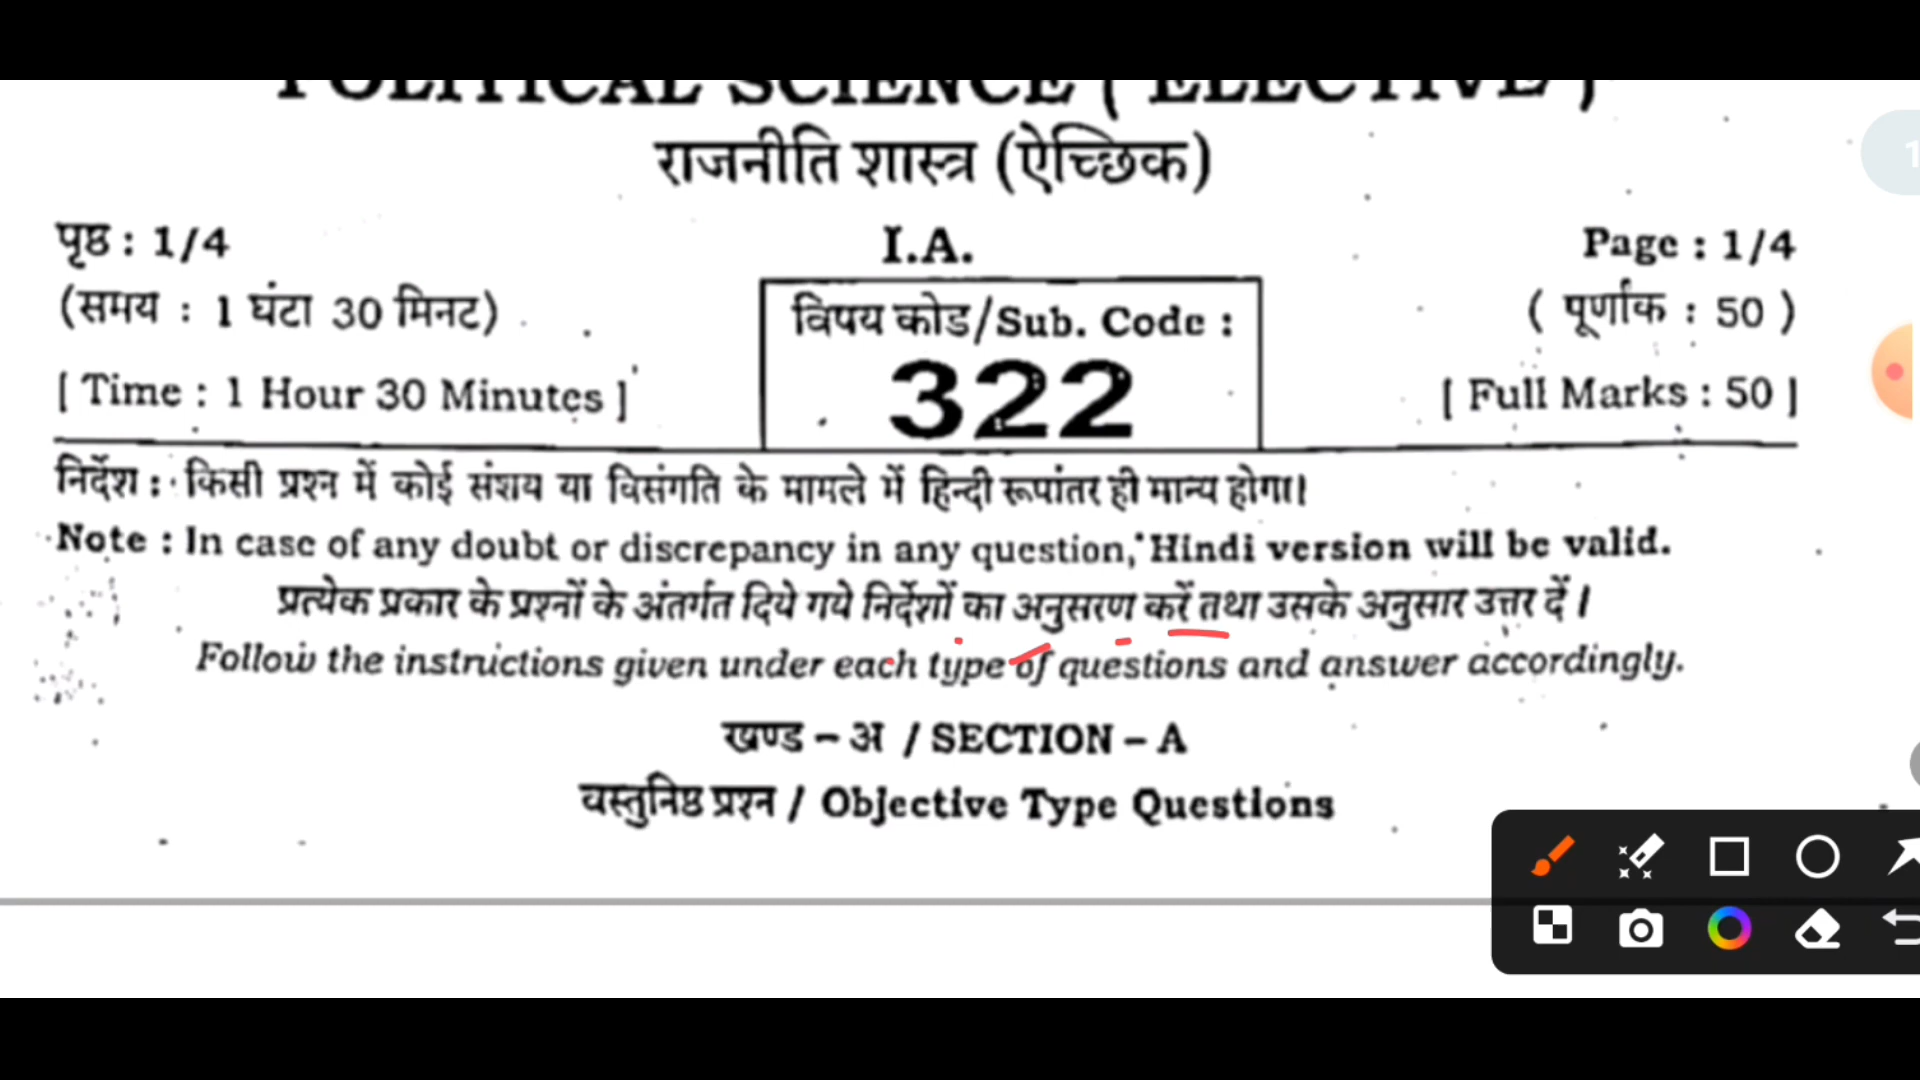 POLITICAL SCIENCE ( ELECTIVE )
राजनीति शास्त्र (ऐच्छिक)
पृष्ठ : 1/4
I.A.
Page : 1/4
(समय : 1 घंटा 30 मिनट)
विषय कोड/Sub. Code :
( पूर्णांक : 50 )
322
[ Time : 1 Hour 30 Minutes ]
[ Full Marks : 50 ]
निर्देश : किसी प्रश्न में कोई संशय या विसंगति के मामले में हिन्दी रूपांतर ही मान्य होगा।
Note : In case of any doubt or discrepancy in any question, Hindi version will be valid.
प्रत्येक प्रकार के प्रश्नों के अंतर्गत दिये गये निर्देशों का अनुसरण करें तथा उसके अनुसार उत्तर दें।
Follow the instructions given under each type of questions and answer accordingly.
खण्ड – अ / SECTION – A
वस्तुनिष्ठ प्रश्न / Objective Type Questions
1